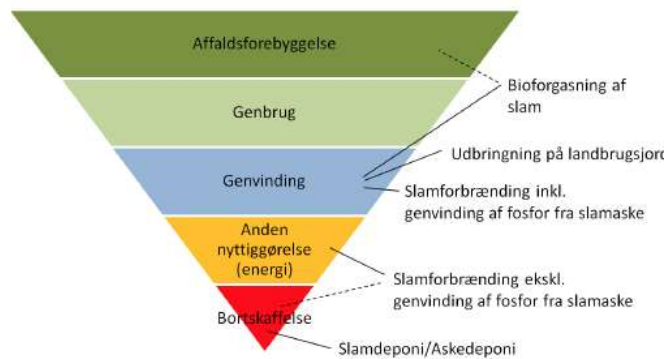 Affaldsforebyggelse
Genbrug
Genvinding
Anden
nyttiggørelse
(energi)
Bortskaffelse
Bioforgasning af
slam
Udbringning på landbrugsjord
Slamforbrænding inkl.
genvinding af fosfor fra slamaske
Slamforbrænding ekskl.
genvinding af fosfor fra slamaske
Slamdeponi/Askedeponi